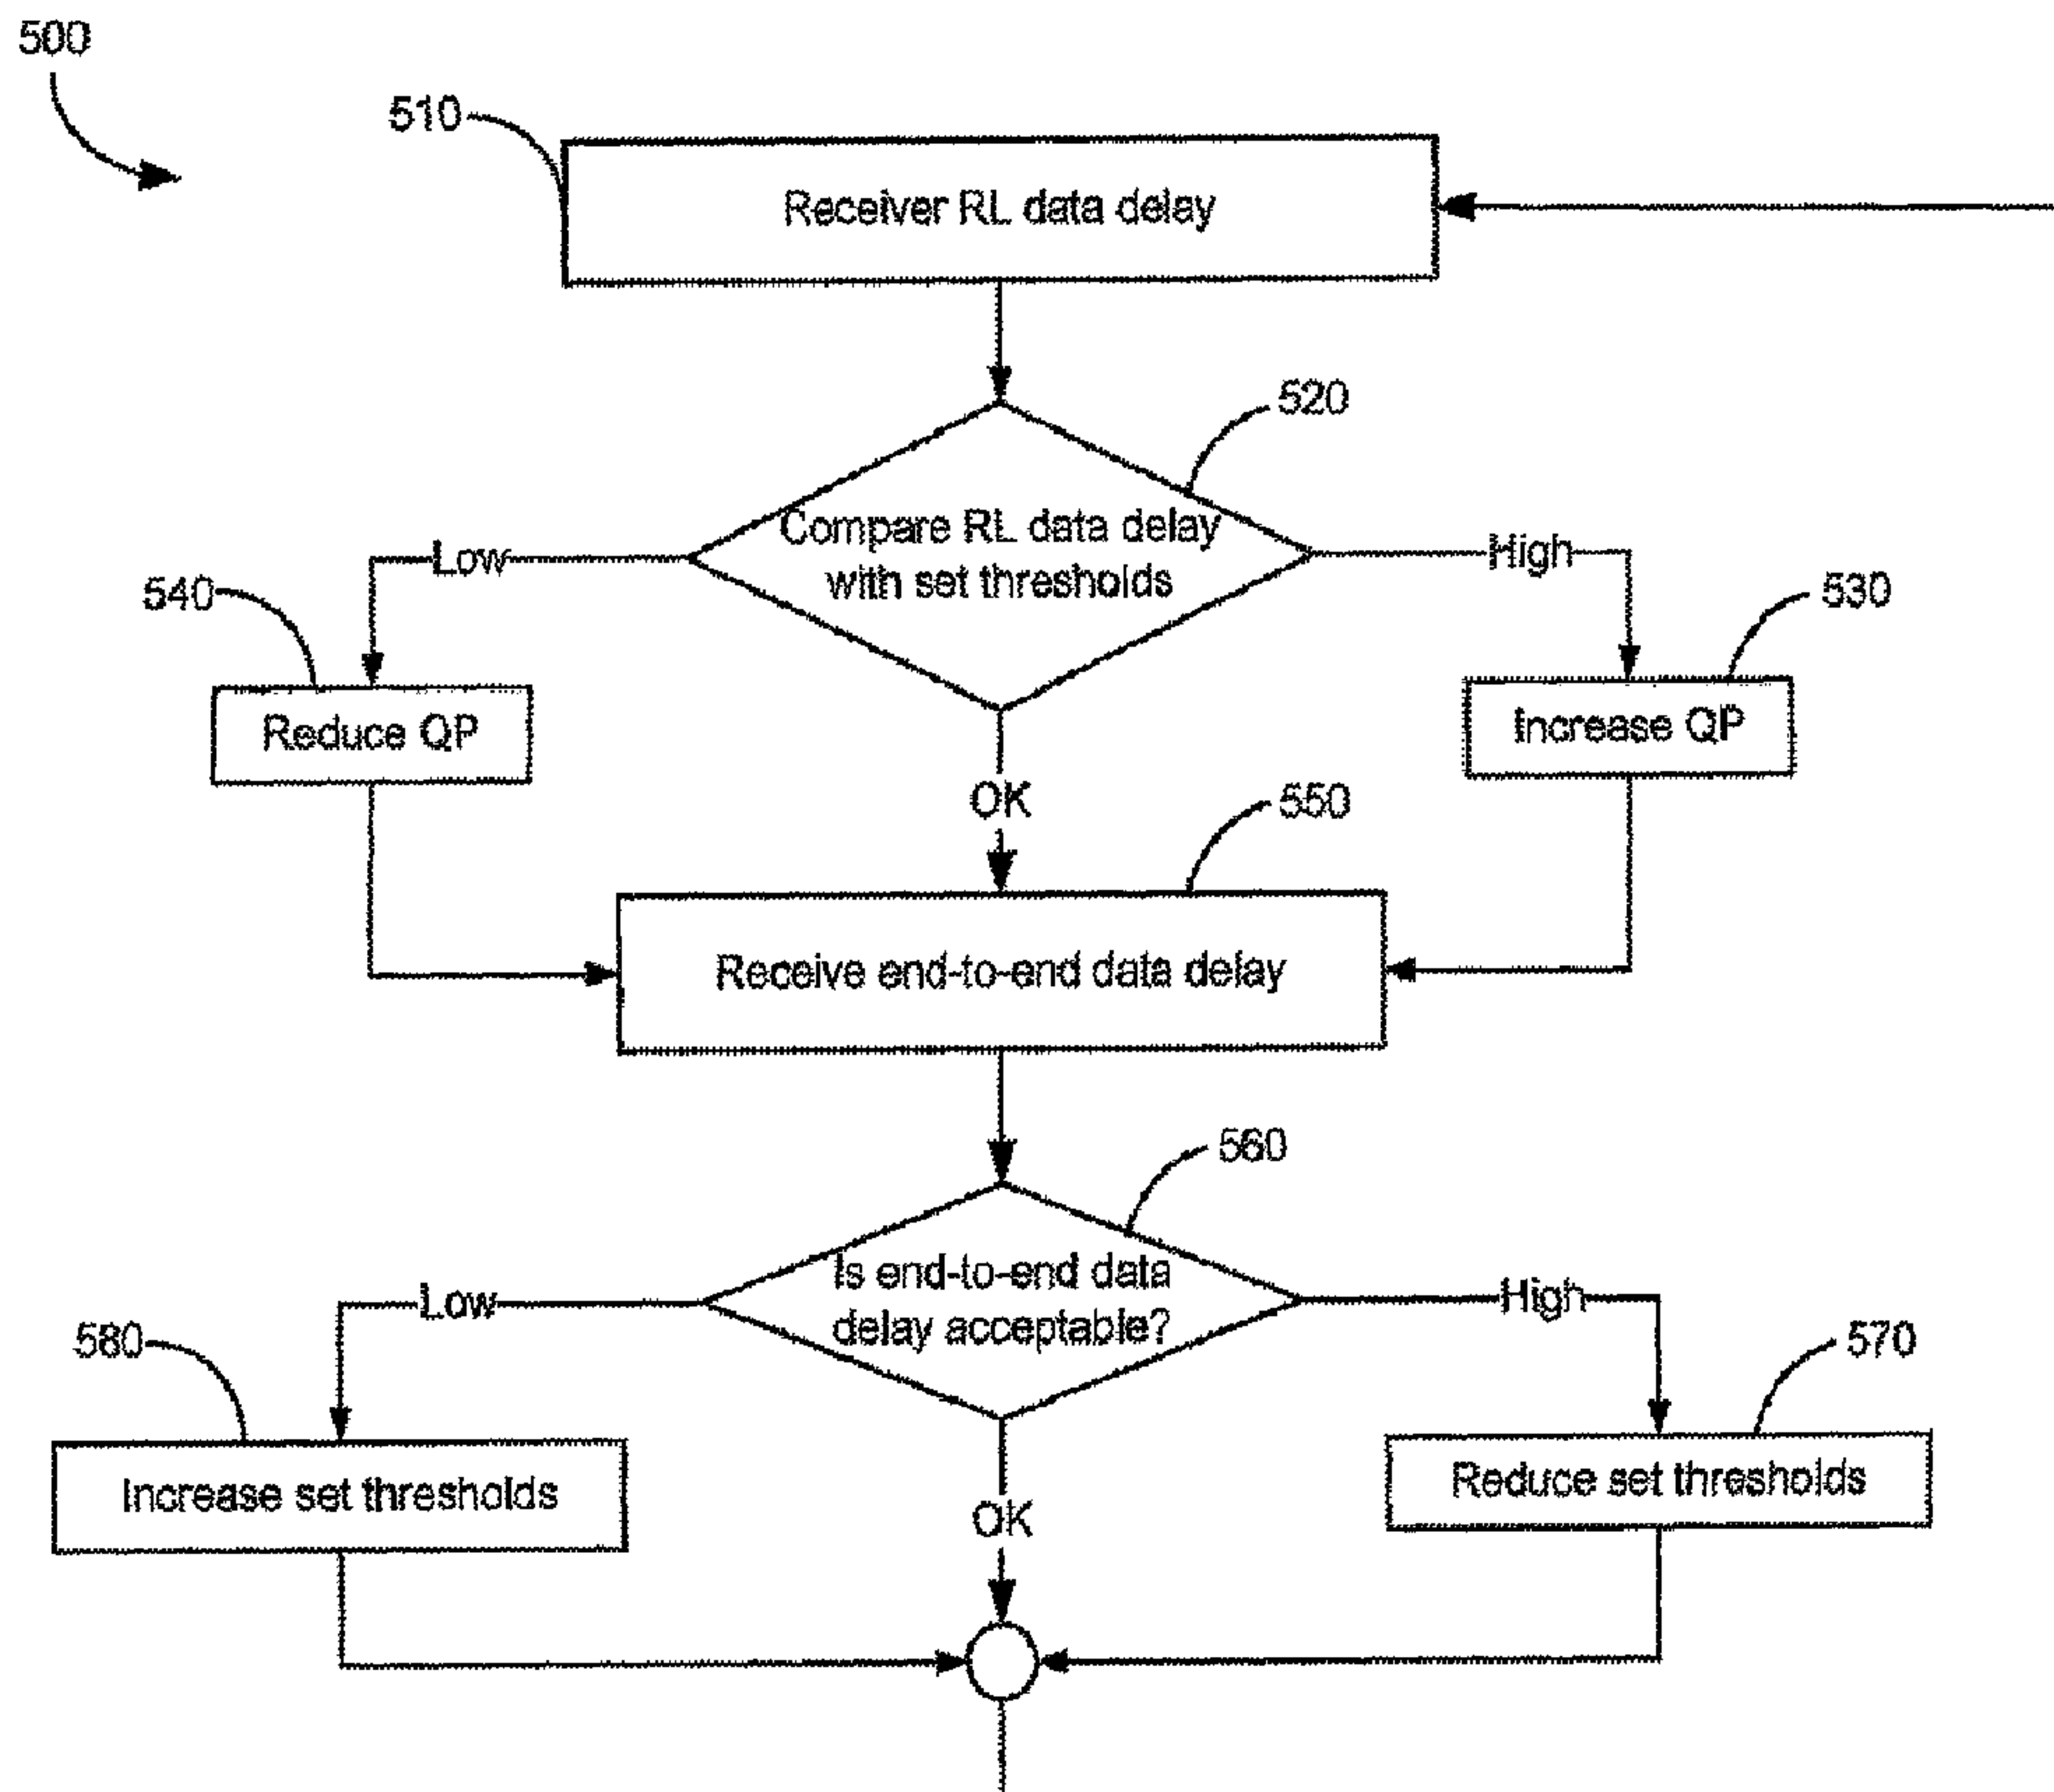 500
510
Receiver RL data delay
520
Compare RL data delay
with set thresholds
Low
High
540
530
Reduce QP
Increase QP
OK
550
Receive end-to-end data delay
560
Is end-to-end data
delay acceptable?
Low
High
580
570
Increase set thresholds
Reduce set thresholds
OK